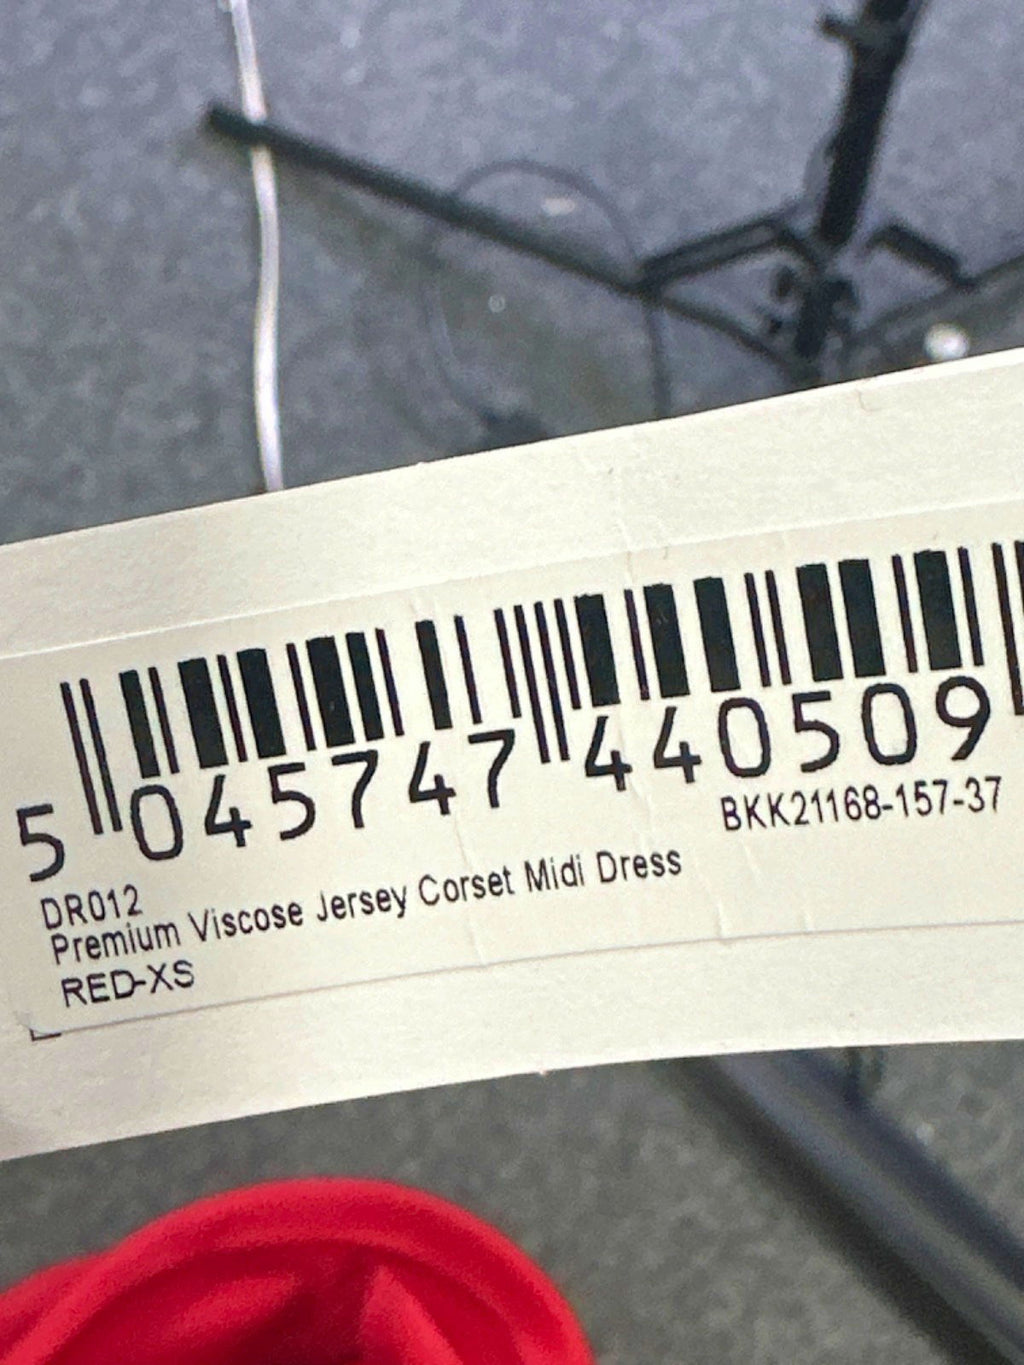 5 045747 440509
BKK21168-157-37
DR012
Premium Viscose Jersey Corset Midi Dress
RED-XS